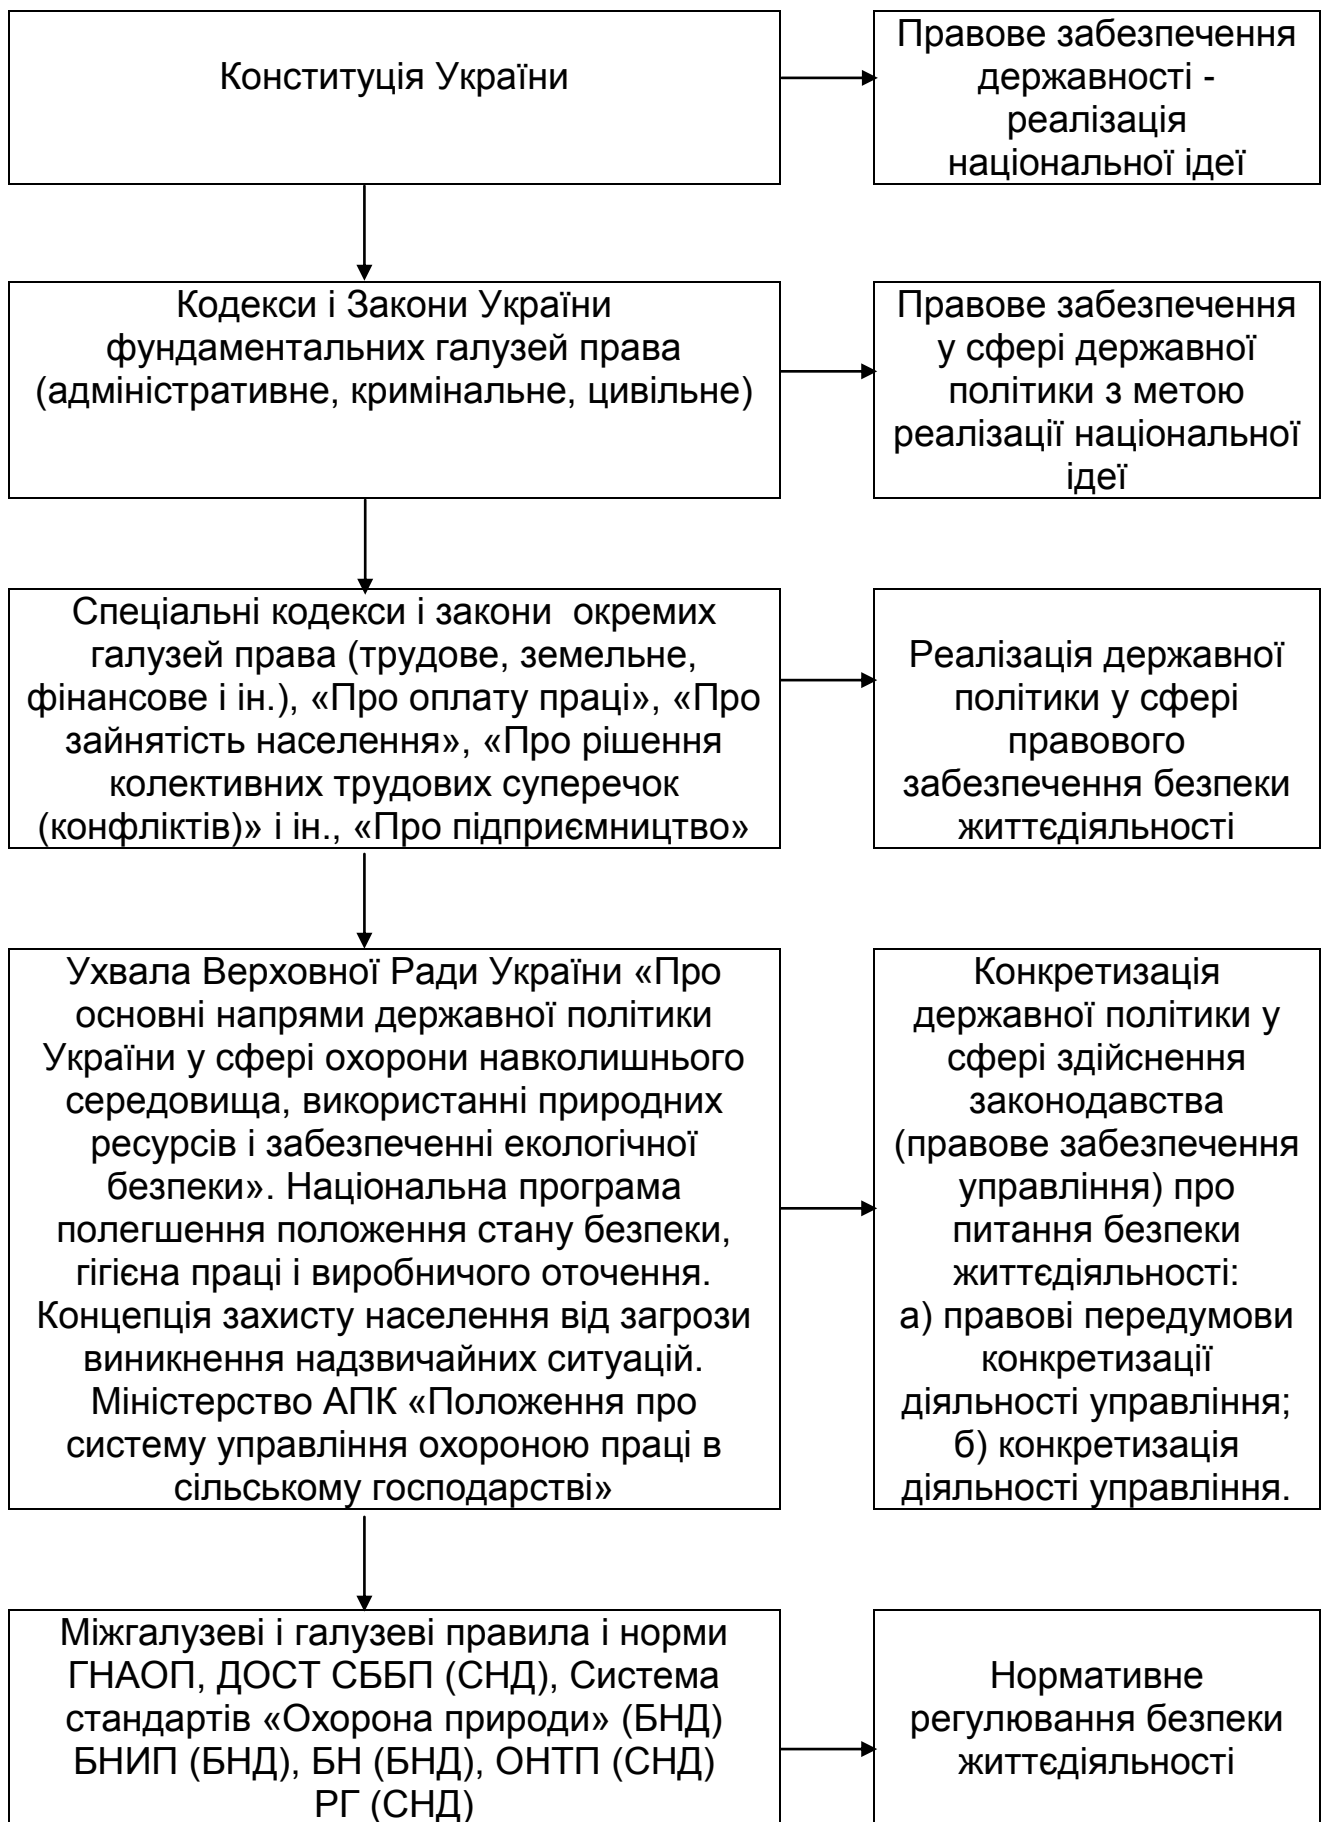 Конституція України
Правове забезпечення
державності -
реалізація
національної ідеї
Кодекси і Закони України
фундаментальних галузей права
(адміністративне, кримінальне, цивільне)
Правове забезпечення
у сфері державної
політики з метою
реалізації національної
ідеї
Спеціальні кодекси і закони  окремих
галузей права (трудове, земельне,
фінансове і ін.), «Про оплату праці», «Про
зайнятість населення», «Про рішення
колективних трудових суперечок
(конфліктів)» і ін., «Про підприємництво»
Реалізація державної
політики у сфері
правового
забезпечення безпеки
життєдіяльності
Ухвала Верховної Ради України «Про
основні напрями державної політики
України у сфері охорони навколишнього
середовища, використанні природних
ресурсів і забезпеченні екологічної
безпеки». Національна програма
полегшення положення стану безпеки,
гігієна праці і виробничого оточення.
Концепція захисту населення від загрози
виникнення надзвичайних ситуацій.
Міністерство АПК «Положення про
систему управління охороною праці в
сільському господарстві»
Конкретизація
державної політики у
сфері здійснення
законодавства
(правове забезпечення
управління) про
питання безпеки
життєдіяльності:
а) правові передумови
конкретизації
діяльності управління;
б) конкретизація
діяльності управління.
Міжгалузеві і галузеві правила і норми
ГНАОП, ДОСТ СББП (СНД), Система
стандартів «Охорона природи» (БНД)
БНИП (БНД), БН (БНД), ОНТП (СНД)
РГ (СНД)
Нормативне
регулювання безпеки
життєдіяльності